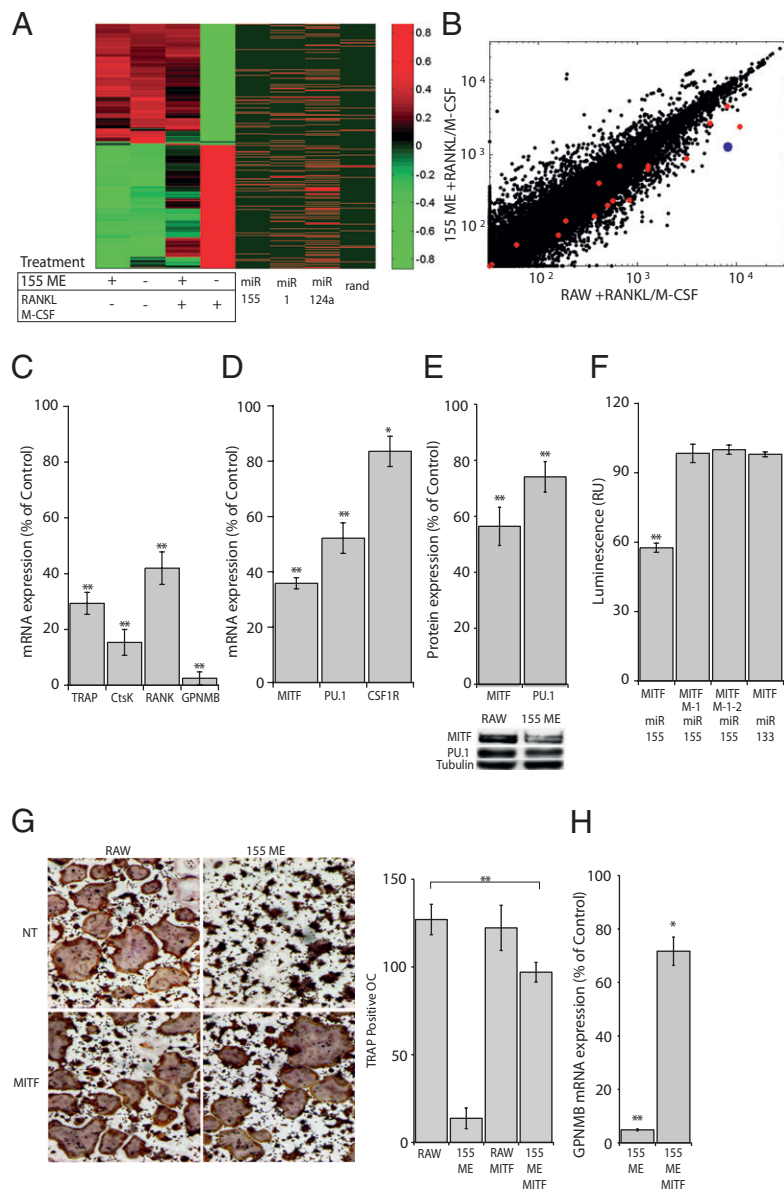 A
B
0.8
0.6
0.4
0.2
0
-0.2
-0.4
-0.6
-0.8
Treatment
155 ME + - + - miR miR miR rand
RANKL - - + + 155 1 124a
M-CSF
155 ME +RANKL/M-CSF
10^4
10^3
10^2
10^2 10^3 10^4
RAW +RANKL/M-CSF
C
D
E
F
mRNA expression (% of Control)
100
80
60
40
20
0
** ** ** **
TRAP CtsK RANK GPNMB
mRNA expression (% of Control)
100
80
60
40
20
0
** ** *
MITF PU.1 CSF1R
Protein expression (% of Control)
100
80
60
40
20
0
** **
MITF PU.1
RAW 155 ME
MITF
PU.1
Tubulin
Luminescence (RU)
120
90
60
30
0
**
MITF MITF MITF MITF
M-1 M-1-2
miR miR miR miR
155 155 155 133
G
H
RAW 155 ME
NT
MITF
TRAP Positive OC
150
100
50
0
**
RAW 155 RAW 155
ME MITF ME
MITF
GPNMB mRNA expression (% of Control)
100
80
60
40
20
0
** *
155 155
ME ME
MITF